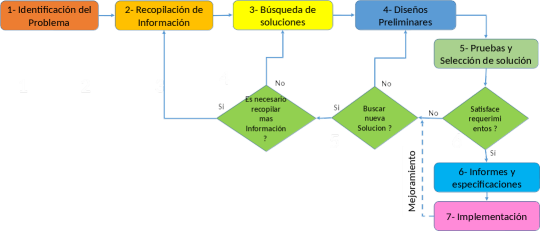 1- Identificación del
Problema
2- Recopilación de
Información
3- Búsqueda de
soluciones
4- Diseños
Preliminares
5- Pruebas y
Selección de solución
No
No
Es necesario
recopilar
mas
Información
?
Si
Buscar
nueva
Solucion ?
Si
No
Satisface
requerimi
entos ?
Si
6- Informes y
especificaciones
7- Implementación
Mejoramiento